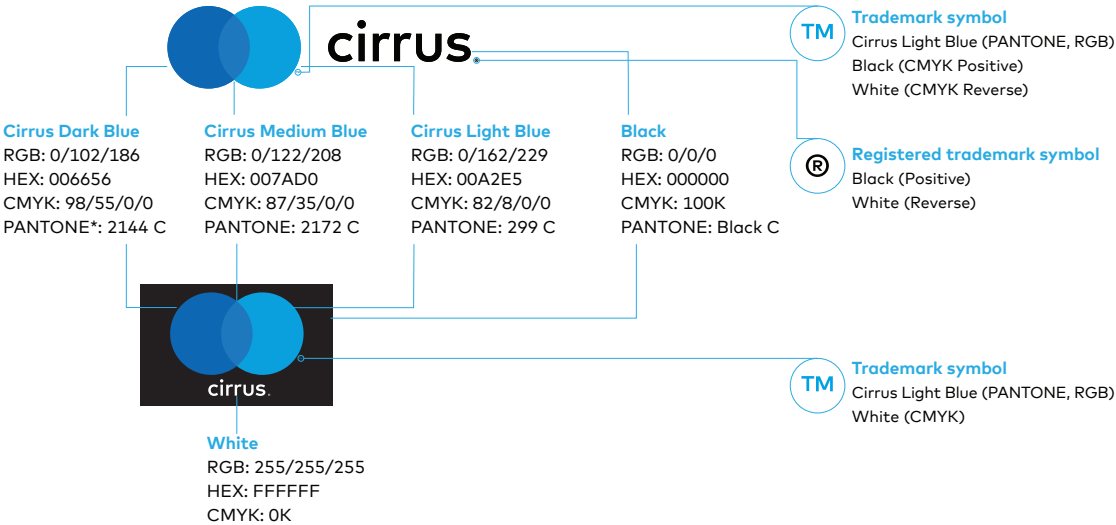 cirrus®
Trademark symbol
TM
Cirrus Light Blue (PANTONE, RGB)
Black (CMYK Positive)
White (CMYK Reverse)
Cirrus Dark Blue
RGB: 0/102/186
HEX: 006656
CMYK: 98/55/0/0
PANTONE*: 2144 C
Cirrus Medium Blue
RGB: 0/122/208
HEX: 007AD0
CMYK: 87/35/0/0
PANTONE: 2172 C
Cirrus Light Blue
RGB: 0/162/229
HEX: 00A2E5
CMYK: 82/8/0/0
PANTONE: 299 C
Black
RGB: 0/0/0
HEX: 000000
CMYK: 100K
PANTONE: Black C
®
Registered trademark symbol
Black (Positive)
White (Reverse)
cirrus.
Trademark symbol
TM
Cirrus Light Blue (PANTONE, RGB)
White (CMYK)
White
RGB: 255/255/255
HEX: FFFFFF
CMYK: 0K